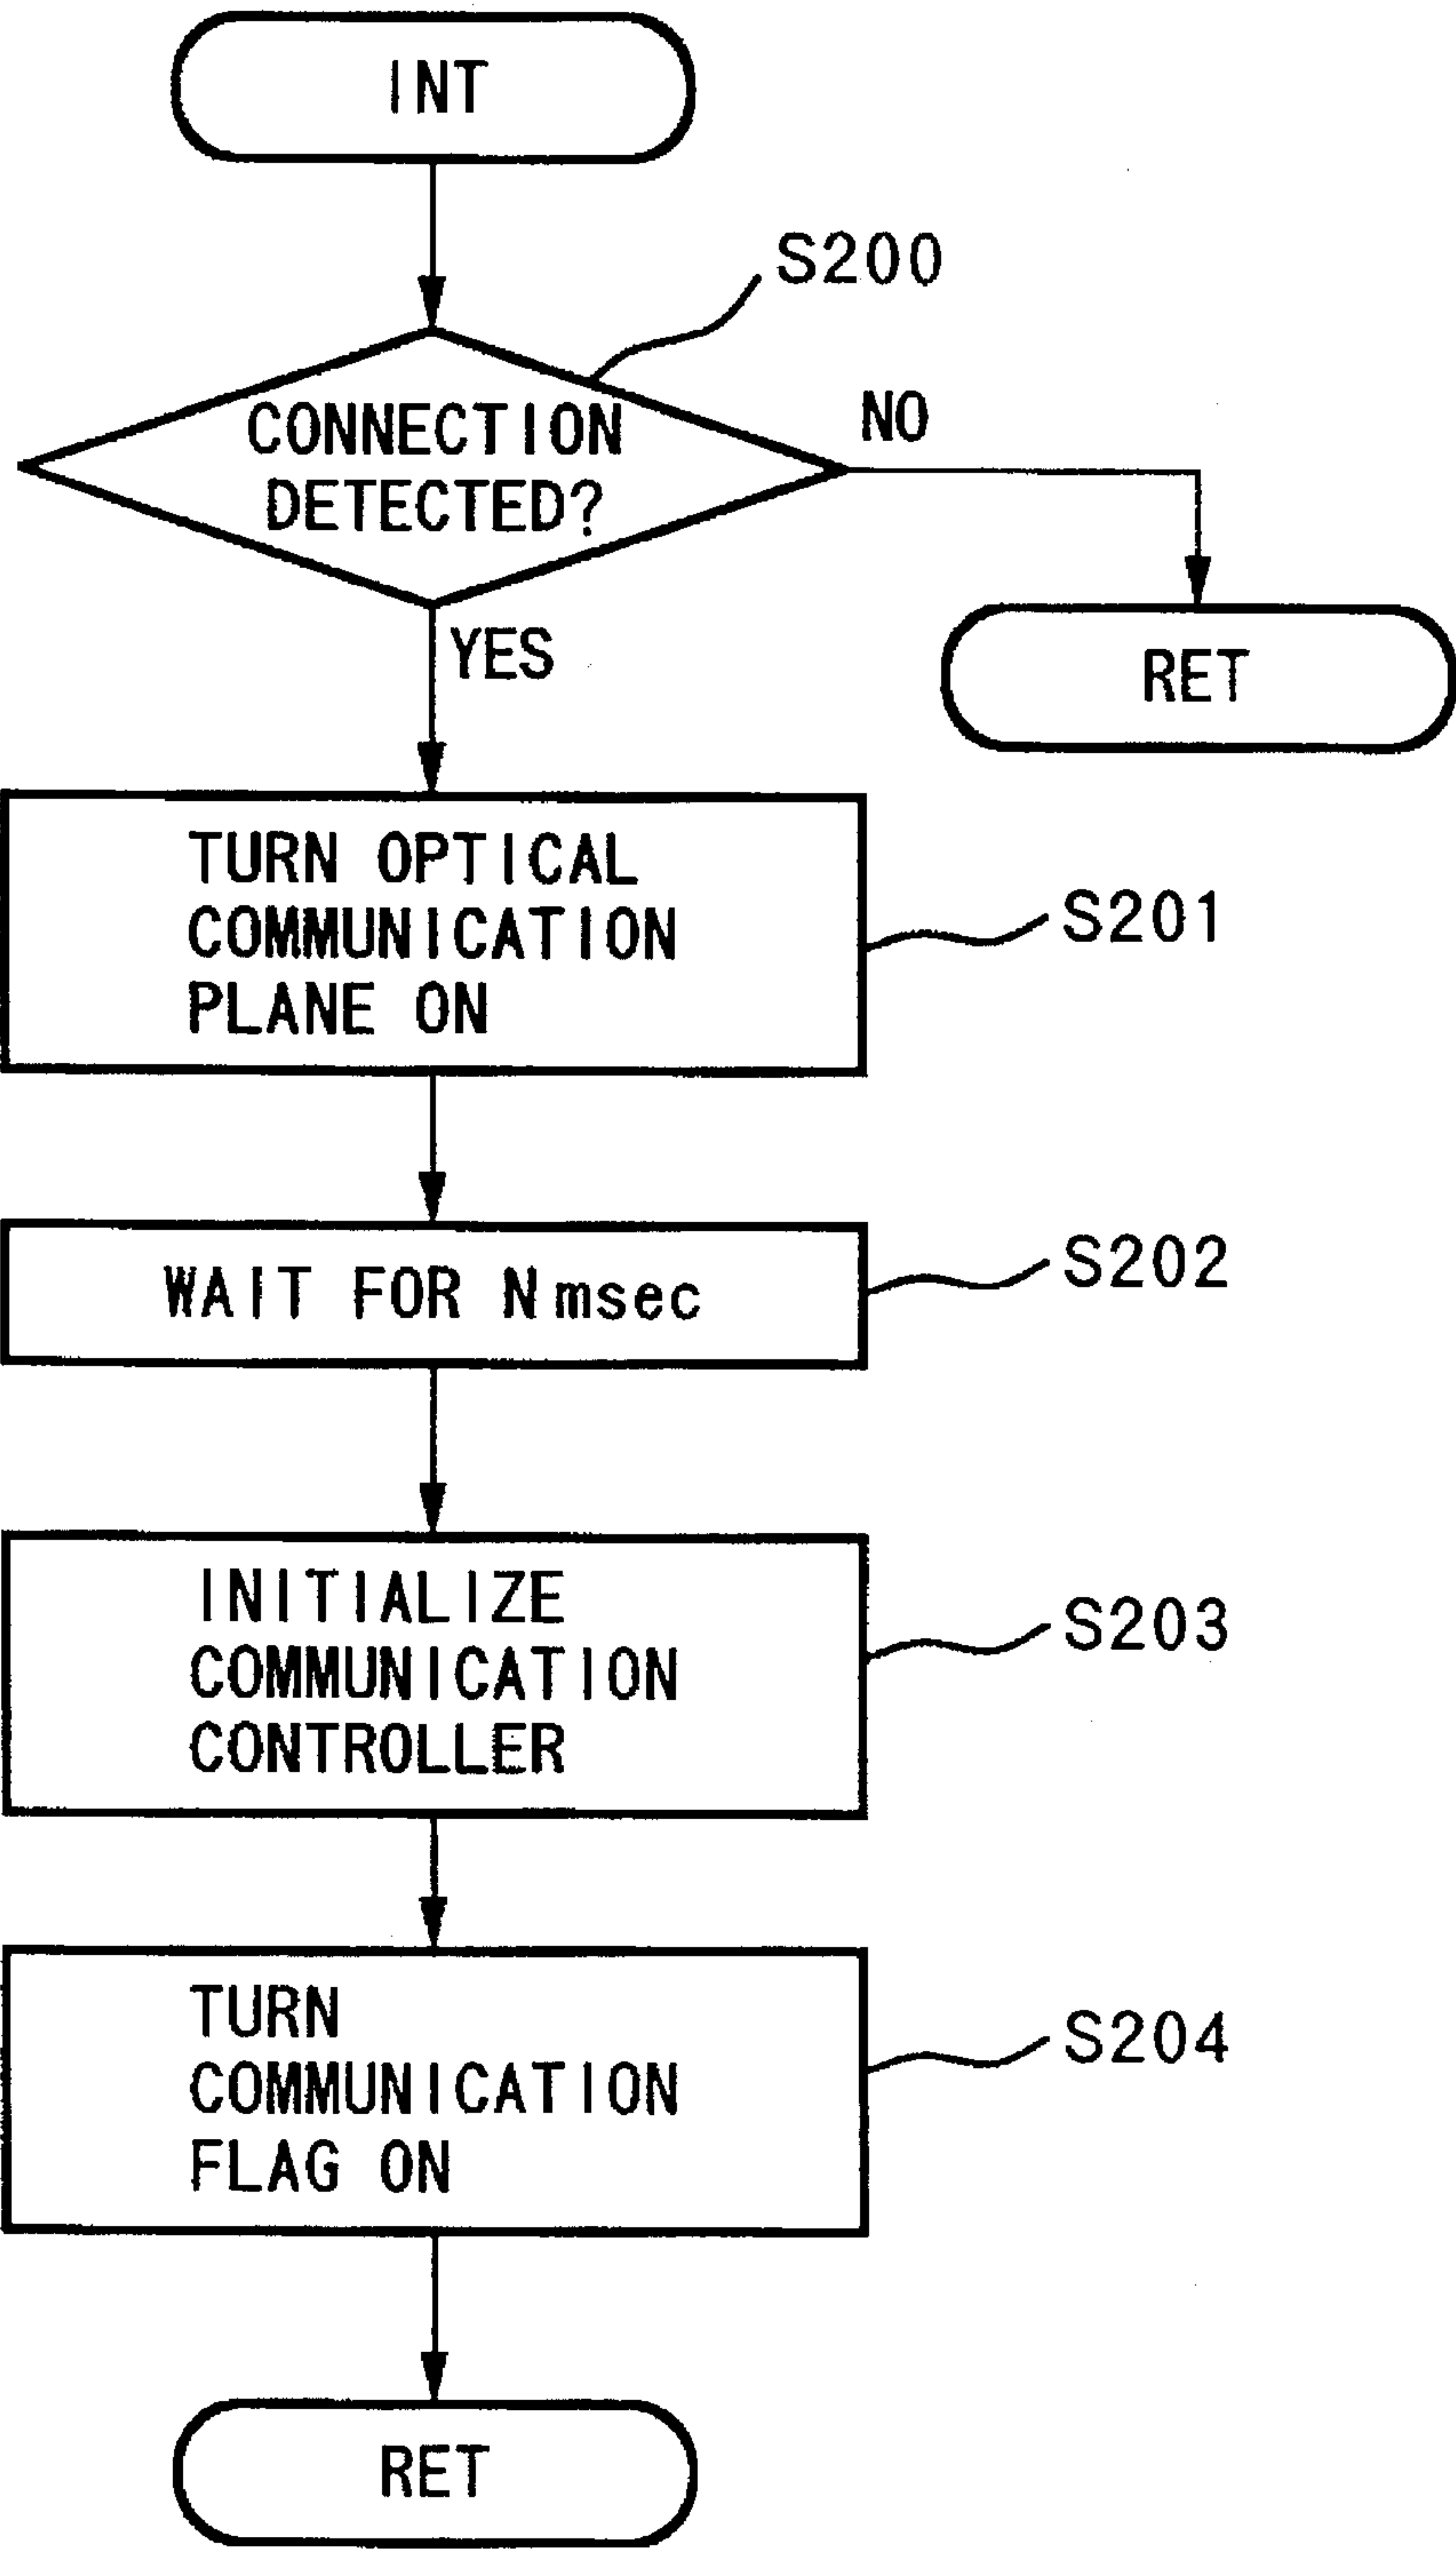 INT
S200
CONNECTION
DETECTED?
NO
YES
RET
TURN OPTICAL
COMMUNICATION
PLANE ON
S201
WAIT FOR N msec
S202
INITIALIZE
COMMUNICATION
CONTROLLER
S203
TURN
COMMUNICATION
FLAG ON
S204
RET